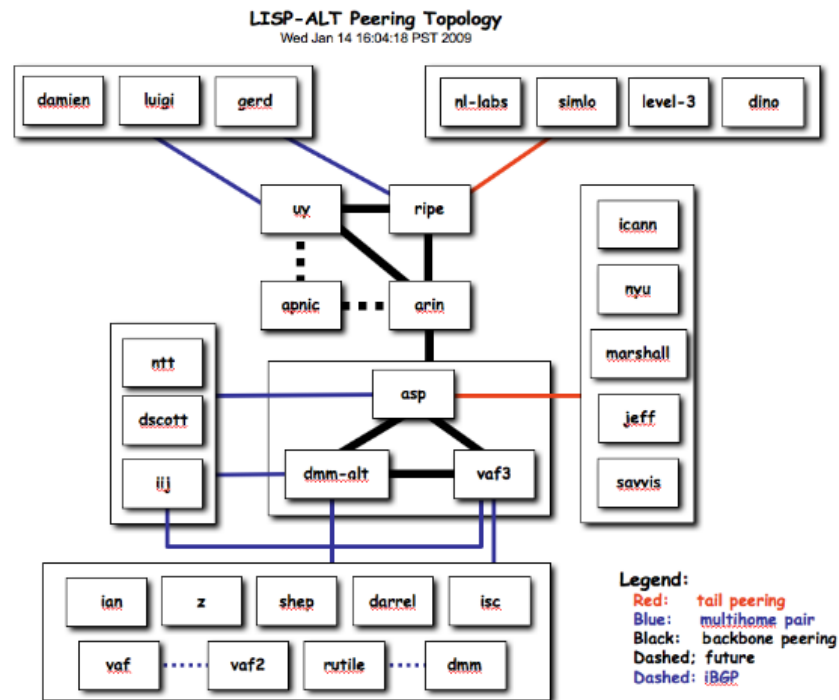 LISP-ALT Peering Topology
Wed Jan 14 16:04:18 PST 2009
damien luigi gerd
nl-labs simlo level-3 dino
uy ripe
icann
nyu
apnic arin
marshall
ntt
asp
dscott
jeff
iij
dmm-alt vaf3
savvis
ian z shep darrel isc
vaf vaf2 rutile dmm
Legend:
Red: tail peering
Blue: multihome pair
Black: backbone peering
Dashed; future
Dashed: iBGP